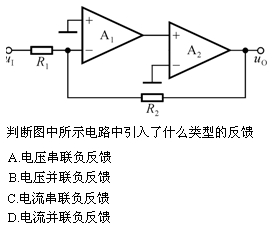 +
A1
−
+
A2
−
uI
R1
uO
R2
判断图中所示电路中引入了什么类型的反馈
A.电压串联负反馈
B.电压并联负反馈
C.电流串联负反馈
D.电流并联负反馈